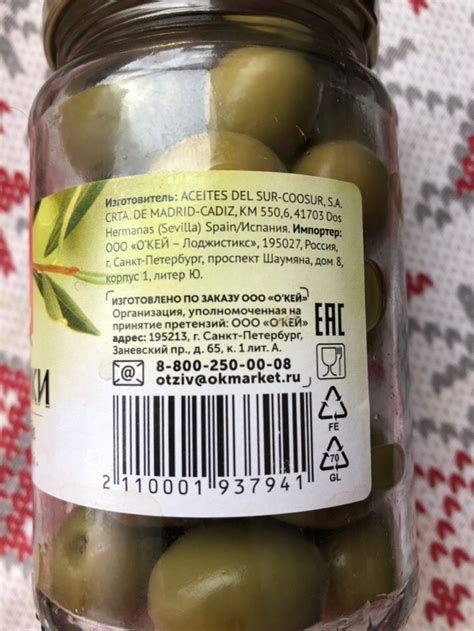 Изготовитель: ACEITES DEL SUR-COOSUR, S.A.
CRTA. DE MADRID-CADIZ, KM 550,6, 41703 Dos
Hermanas (Sevilla) Spain/Испания. Импортер:
ООО «О'КЕЙ – Лоджистикс», 195027, Россия,
г. Санкт-Петербург, проспект Шаумяна, дом 8,
корпус 1, литер Ю.
ИЗГОТОВЛЕНО ПО ЗАКАЗУ ООО «О'КЕЙ»
Организация, уполномоченная на
принятие претензий: ООО «О'КЕЙ»
адрес: 195213, г. Санкт-Петербург,
Заневский пр., д. 65, к. 1 лит. А.
EAC
@ 8-800-250-00-08
otziv@okmarket.ru
КИ
FE
70
GL
2 110001 937941